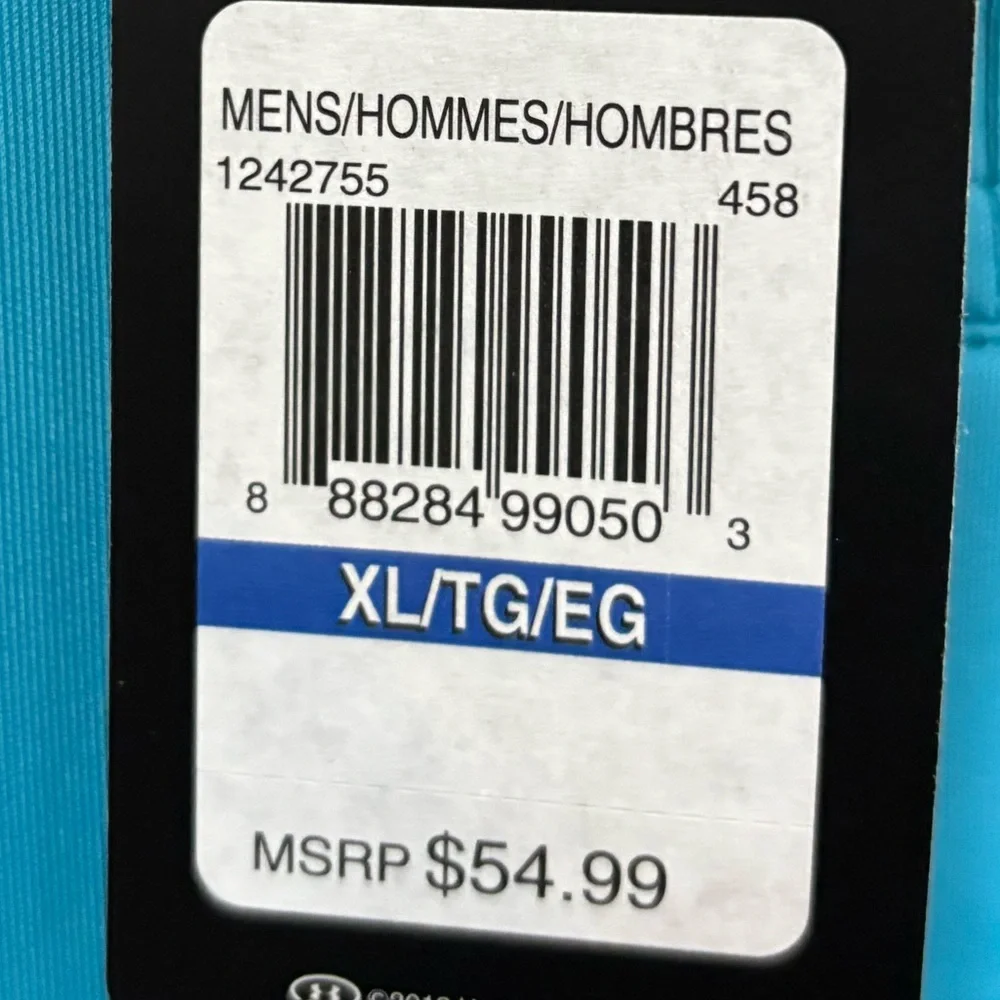 MENS/HOMMES/HOMBRES
1242755 458
8 88284 99050 3
XL/TG/EG
MSRP $54.99